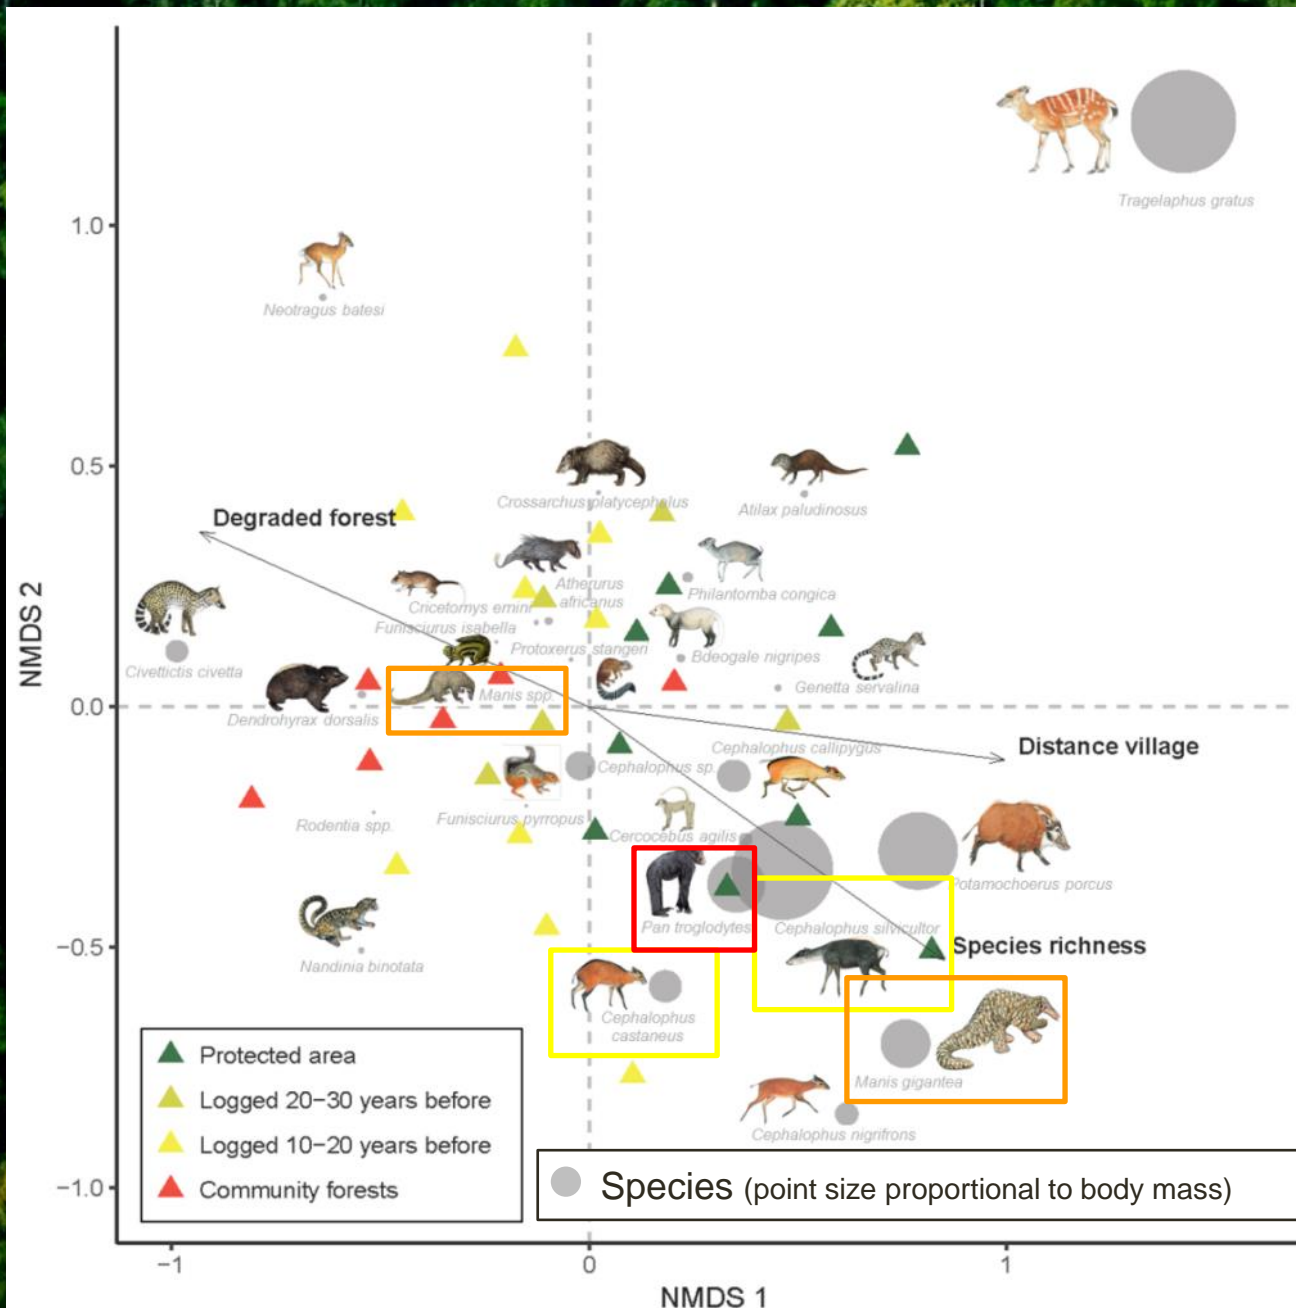 Tragelaphus gratus
1.0
Neotragus batesi
0.5
Crossarchus platycephalus
Atilax paludinosus
Degraded forest
Atherurus
africanus
Philantomba congica
Cricetomys emini
Funisciurus isabella
Protoxerus stangeri
Bdeogale nigripes
NMDS 2
Civettictis civetta
Genetta servalina
Manis spp.
0.0
Dendrohyrax dorsalis
Cephalophus callipygus
Distance village
Cephalophus sp.
Rodentia spp.
Funisciurus pyrropus
Cercocebus agilis
Potamochoerus porcus
Pan troglodytes
Cephalophus silvicultor
−0.5
Species richness
Nandinia binotata
Cephalophus
castaneus
Manis gigantea
Cephalophus nigrifrons
Protected area
Logged 20−30 years before
Logged 10−20 years before
Community forests
−1.0
Species (point size proportional to body mass)
−1
0
1
NMDS 1